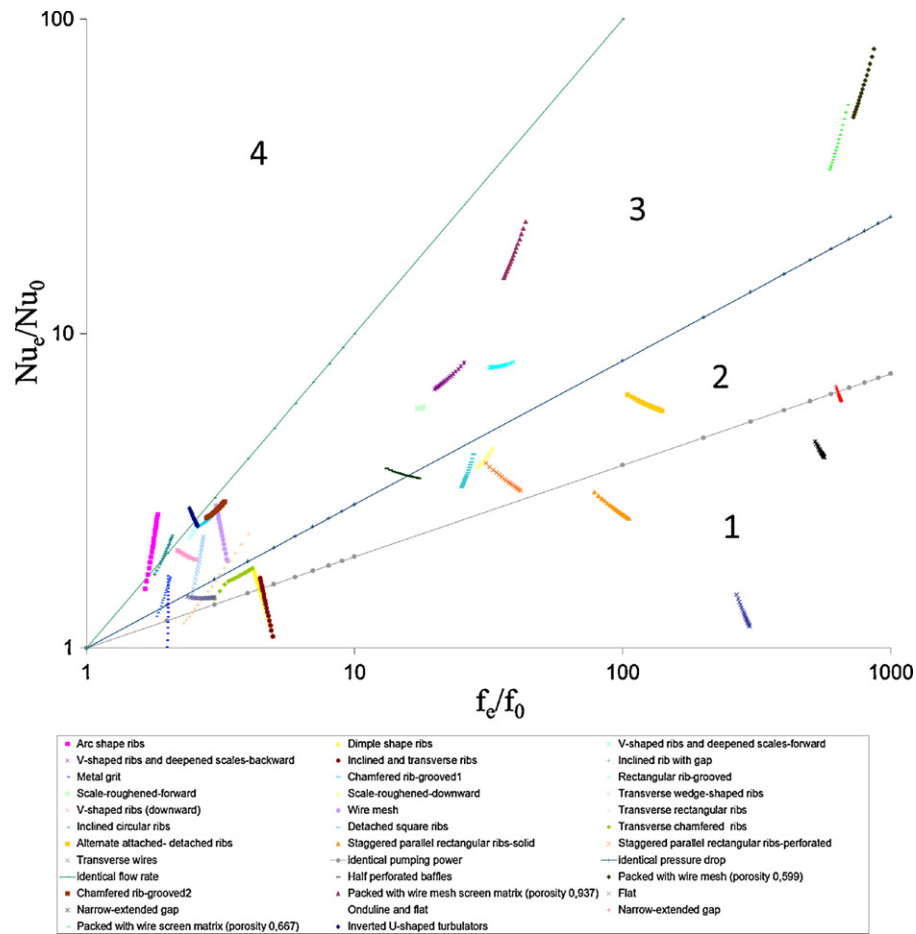 100
4
3
Nu_e/Nu_0
10
2
1
1
1
10
100
1000
f_e/f_0
Arc shape ribs
Dimple shape ribs
V-shaped ribs and deepened scales-forward
V-shaped ribs and deepened scales-backward
Inclined and transverse ribs
Inclined rib with gap
Metal grit
Chamfered rib-grooved1
Rectangular rib-grooved
Scale-roughened-forward
Scale-roughened-downward
Transverse wedge-shaped ribs
V-shaped ribs (downward)
Wire mesh
Transverse rectangular ribs
Inclined circular ribs
Detached square ribs
Transverse chamfered ribs
Alternate attached- detached ribs
Staggered parallel rectangular ribs-solid
Staggered parallel rectangular ribs-perforated
Transverse wires
identical pumping power
identical pressure drop
identical flow rate
Half perforated baffles
Packed with wire mesh (porosity 0,599)
Chamfered rib-grooved2
Packed with wire mesh screen matrix (porosity 0,937)
Flat
Narrow-extended gap
Onduline and flat
Narrow-extended gap
Packed with wire screen matrix (porosity 0,667)
Inverted U-shaped turbulators